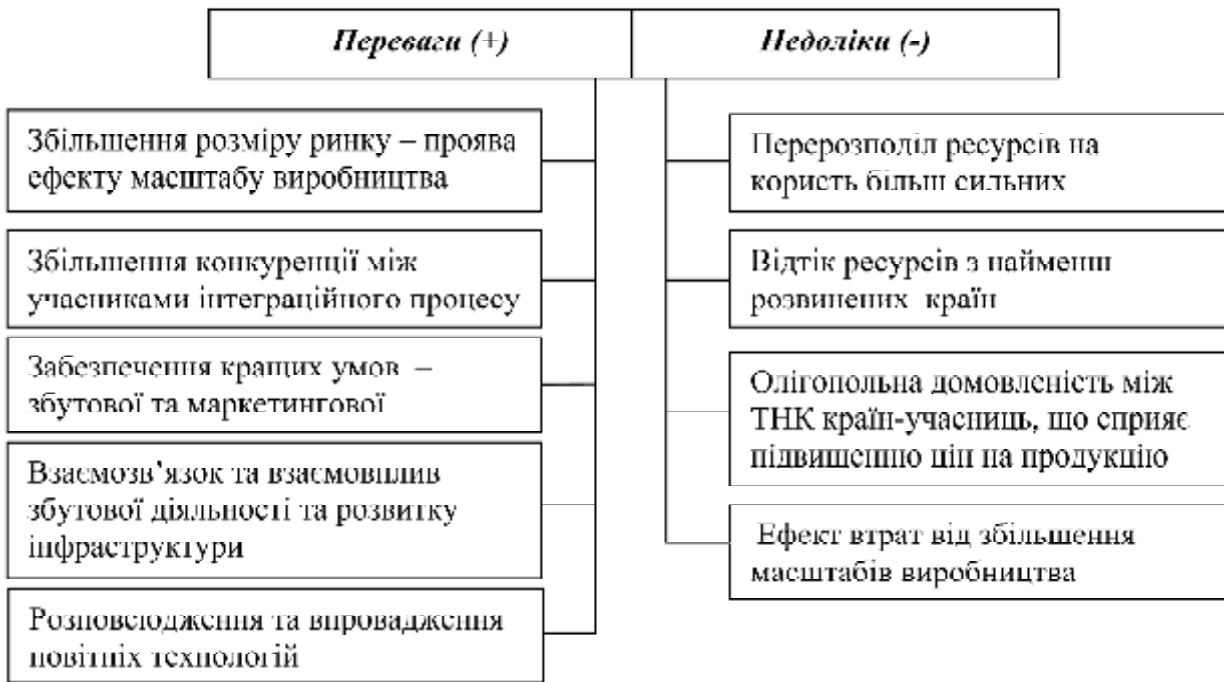 Переваги (+)
Недоліки (-)
Збільшення розміру ринку – проява
ефекту масштабу виробництва
Збільшення конкуренції між
учасниками інтеграційного процесу
Забезпечення кращих умов –
збутової та маркетингової
Взаємозв’язок та взаємовплив
збутової діяльності та розвитку
інфраструктури
Розповсюдження та впровадження
новітніх технологій
Перерозподіл ресурсів на
користь більш сильних
Відтік ресурсів з найменш
розвинених країн
Олігопольна домовленість між
ТНК країн-учасниць, що сприяє
підвищенню цін на продукцію
Ефект втрат від збільшення
масштабів виробництва